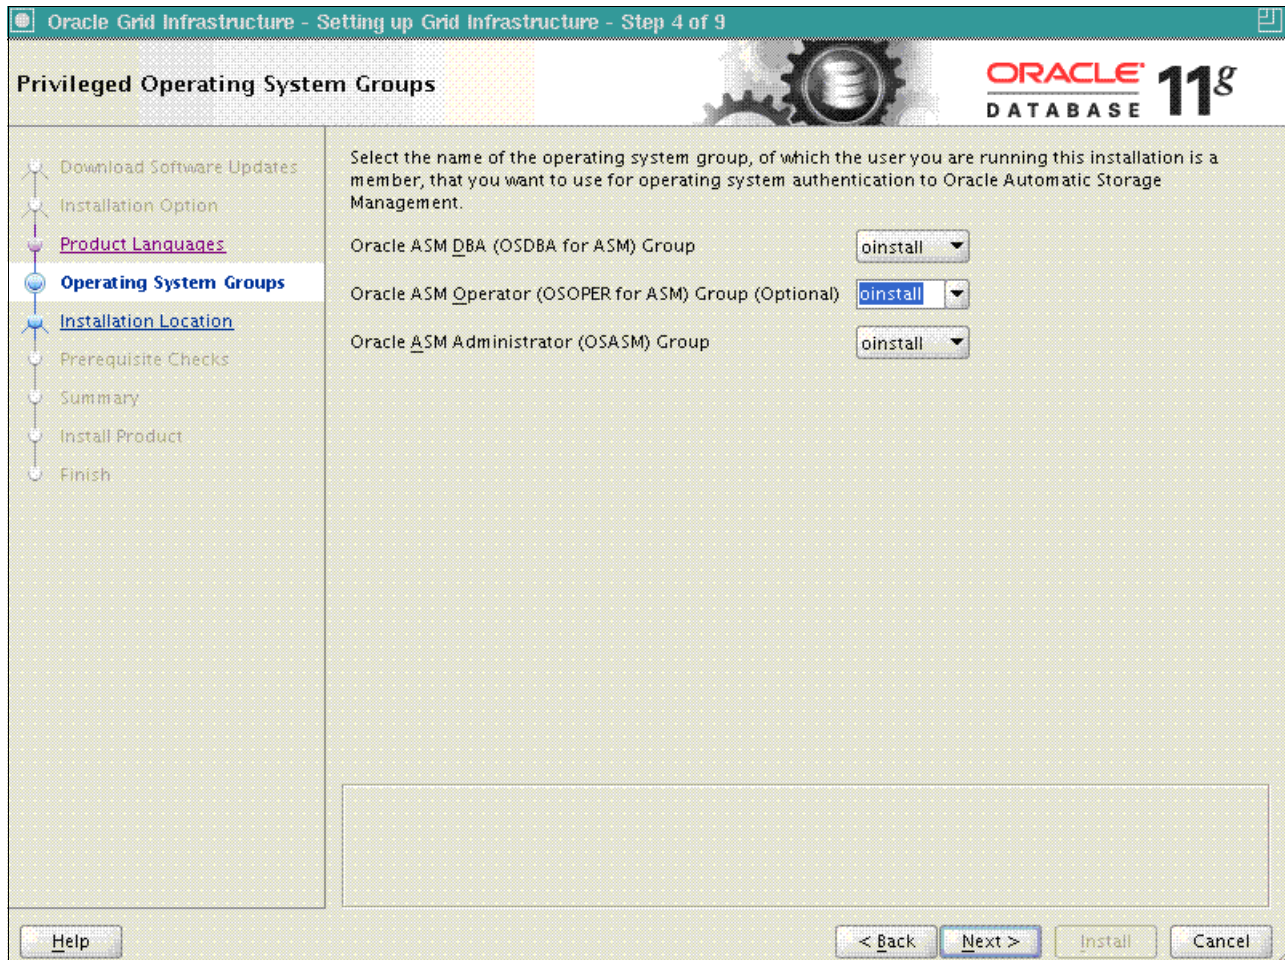 Oracle Grid Infrastructure - Setting up Grid Infrastructure - Step 4 of 9
Privileged Operating System Groups
ORACLE
DATABASE 11g
Download Software Updates
Installation Option
Product Languages
Operating System Groups
Installation Location
Prerequisite Checks
Summary
Install Product
Finish
Select the name of the operating system group, of which the user you are running this installation is a
member, that you want to use for operating system authentication to Oracle Automatic Storage
Management.
Oracle ASM DBA (OSDBA for ASM) Group oinstall
Oracle ASM Operator (OSOPER for ASM) Group (Optional) oinstall
Oracle ASM Administrator (OSASM) Group oinstall
Help < Back Next > Install Cancel